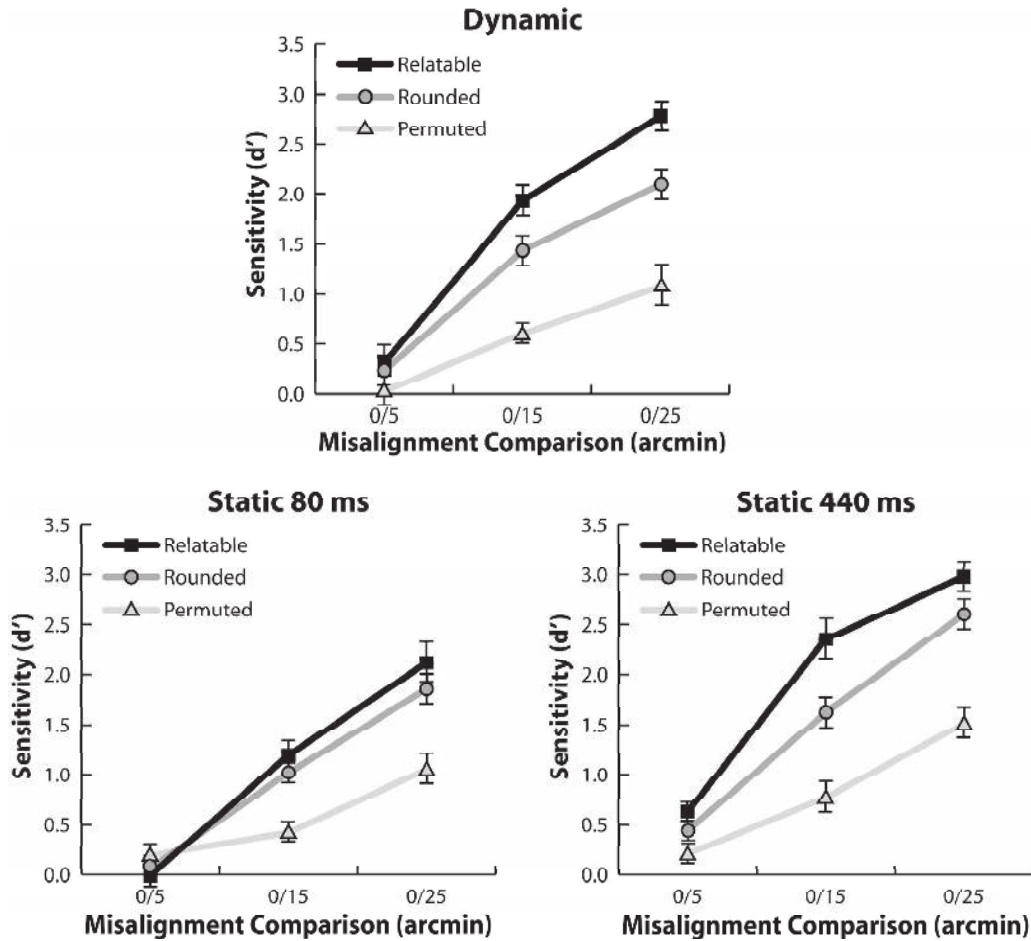 Dynamic
Sensitivity (d')
3.5
3.0
2.5
2.0
1.5
1.0
0.5
0.0
Relatable
Rounded
Permuted
0/5 0/15 0/25
Misalignment Comparison (arcmin)
Static 80 ms
Sensitivity (d')
3.5
3.0
2.5
2.0
1.5
1.0
0.5
0.0
Relatable
Rounded
Permuted
0/5 0/15 0/25
Misalignment Comparison (arcmin)
Static 440 ms
Sensitivity (d')
3.5
3.0
2.5
2.0
1.5
1.0
0.5
0.0
Relatable
Rounded
Permuted
0/5 0/15 0/25
Misalignment Comparison (arcmin)